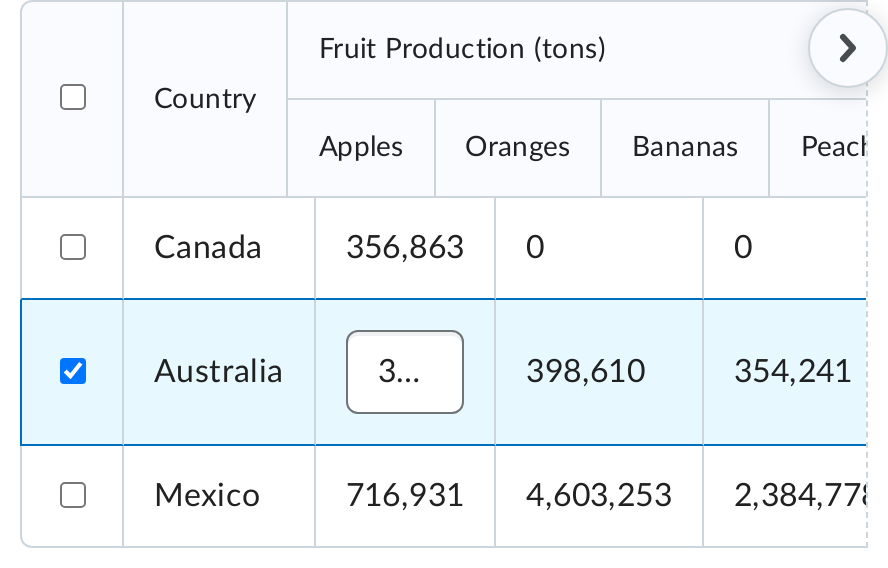 Country
Fruit Production (tons)
Apples Oranges Bananas
Canada 356,863 0 0
Australia 3... 398,610 354,241
Mexico 716,931 4,603,253